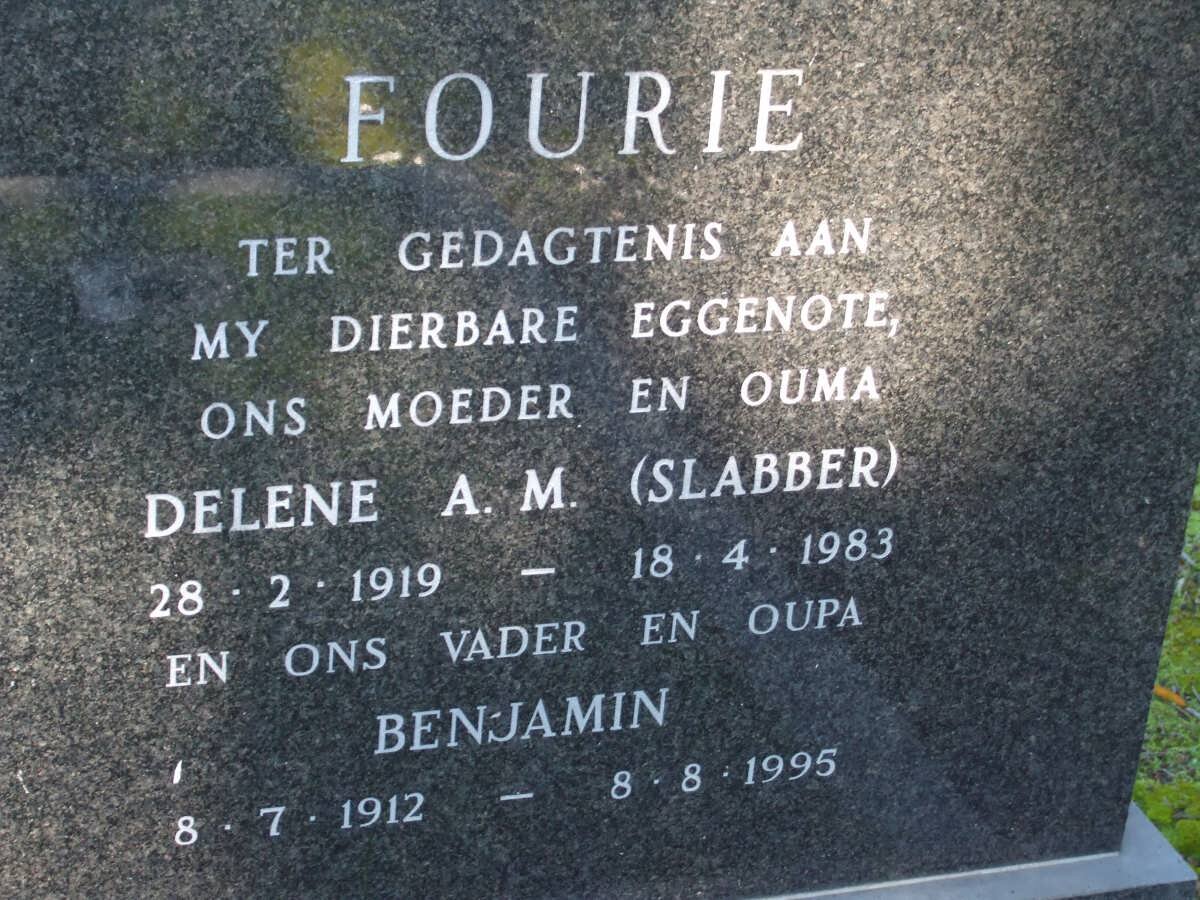 FOURIE
TER GEDAGTENIS AAN
MY DIERBARE EGGENOTE,
ONS MOEDER EN OUMA
DELENE A. M. (SLABBER)
28 · 2 · 1919 — 18 · 4 · 1983
EN ONS VADER EN OUPA
BENJAMIN
8 · 7 · 1912 — 8 · 8 · 1995